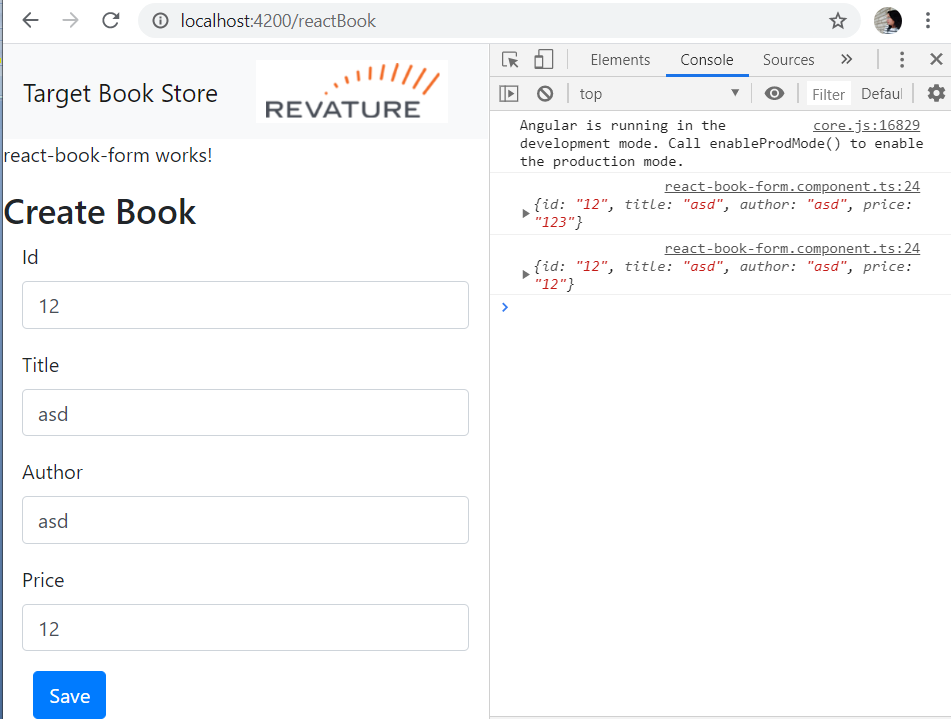 localhost:4200/reactBook
Target Book Store
REVATURE
react-book-form works!
Create Book
Id
12
Title
asd
Author
asd
Price
12
Save
Elements Console Sources »
top Filter Defaul
Angular is running in the core.js:16829
development mode. Call enableProdMode() to enable
the production mode.
react-book-form.component.ts:24
{id: "12", title: "asd", author: "asd", price:
"123"}
react-book-form.component.ts:24
{id: "12", title: "asd", author: "asd", price:
"12"}